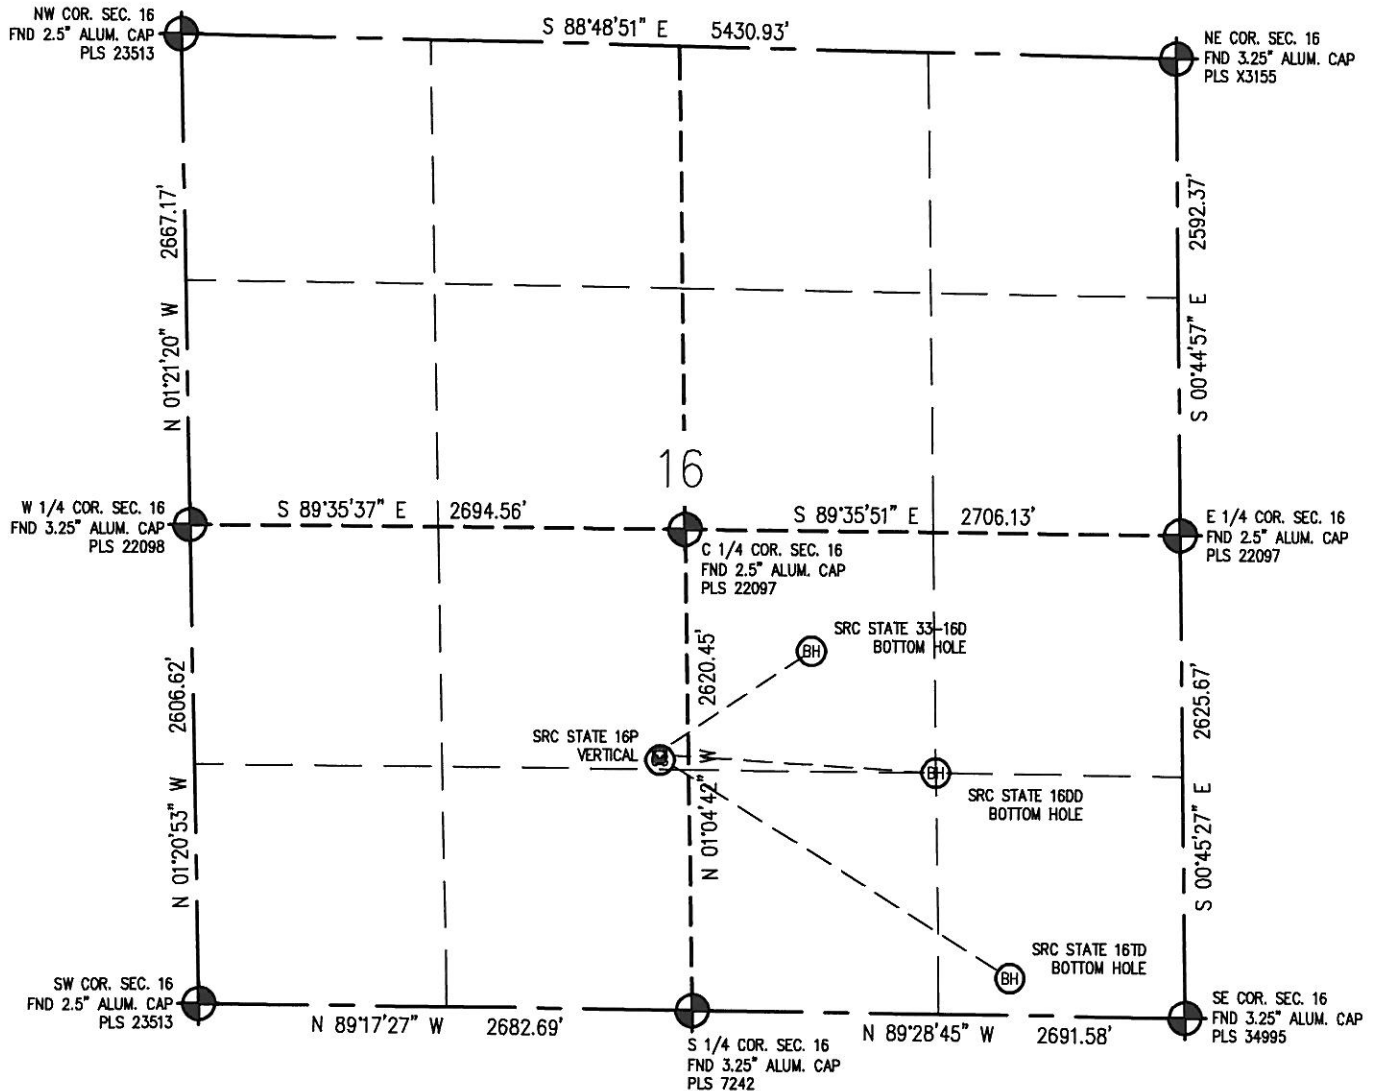 NW COR. SEC. 16
FND 2.5" ALUM. CAP
PLS 23513
S 88°48'51" E 5430.93'
NE COR. SEC. 16
FND 3.25" ALUM. CAP
PLS X3155
N 01°21'20" W 2667.17'
S 00°44'57" E 2592.37'
16
W 1/4 COR. SEC. 16
FND 3.25" ALUM. CAP
PLS 22098
S 89°35'37" E 2694.56'
S 89°35'51" E 2706.13'
E 1/4 COR. SEC. 16
FND 2.5" ALUM. CAP
PLS 22097
C 1/4 COR. SEC. 16
FND 2.5" ALUM. CAP
PLS 22097
SRC STATE 33-16D
BOTTOM HOLE
BH
N 01°20'53" W 2606.62'
N 01°04'42" W 2620.45'
S 00°45'27" E 2625.67'
SRC STATE 16P
VERTICAL
BH
SRC STATE 16DD
BOTTOM HOLE
SRC STATE 16TD
BOTTOM HOLE
BH
SW COR. SEC. 16
FND 2.5" ALUM. CAP
PLS 23513
N 89°17'27" W 2682.69'
S 1/4 COR. SEC. 16
FND 3.25" ALUM. CAP
PLS 7242
N 89°28'45" W 2691.58'
SE COR. SEC. 16
FND 3.25" ALUM. CAP
PLS 34995